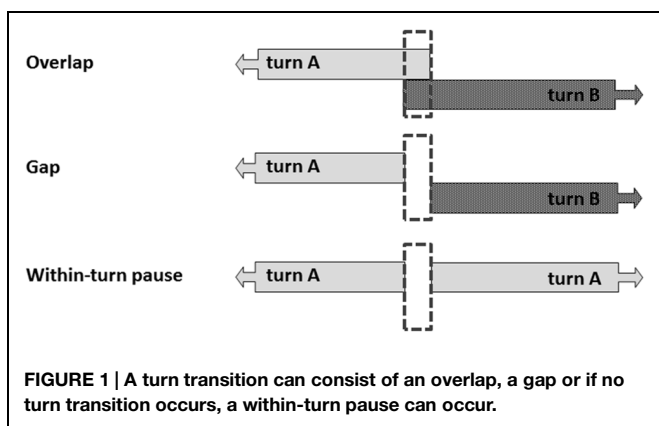 Overlap
turn A
turn B
Gap
turn A
turn B
Within-turn pause
turn A
turn A
FIGURE 1 | A turn transition can consist of an overlap, a gap or if no
turn transition occurs, a within-turn pause can occur.